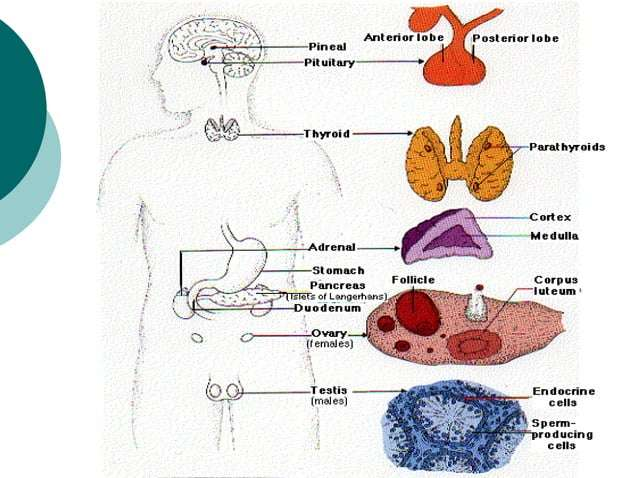 Anterior lobe
Posterior lobe
Pineal
Pituitary
Thyroid
Parathyroids
Cortex
Medulla
Adrenal
Stomach
Pancreas
(Islets of Langerhans)
Duodenum
Follicle
Corpus
luteum
Ovary
(females)
Testis
(males)
Endocrine
cells
Sperm-
producing
cells